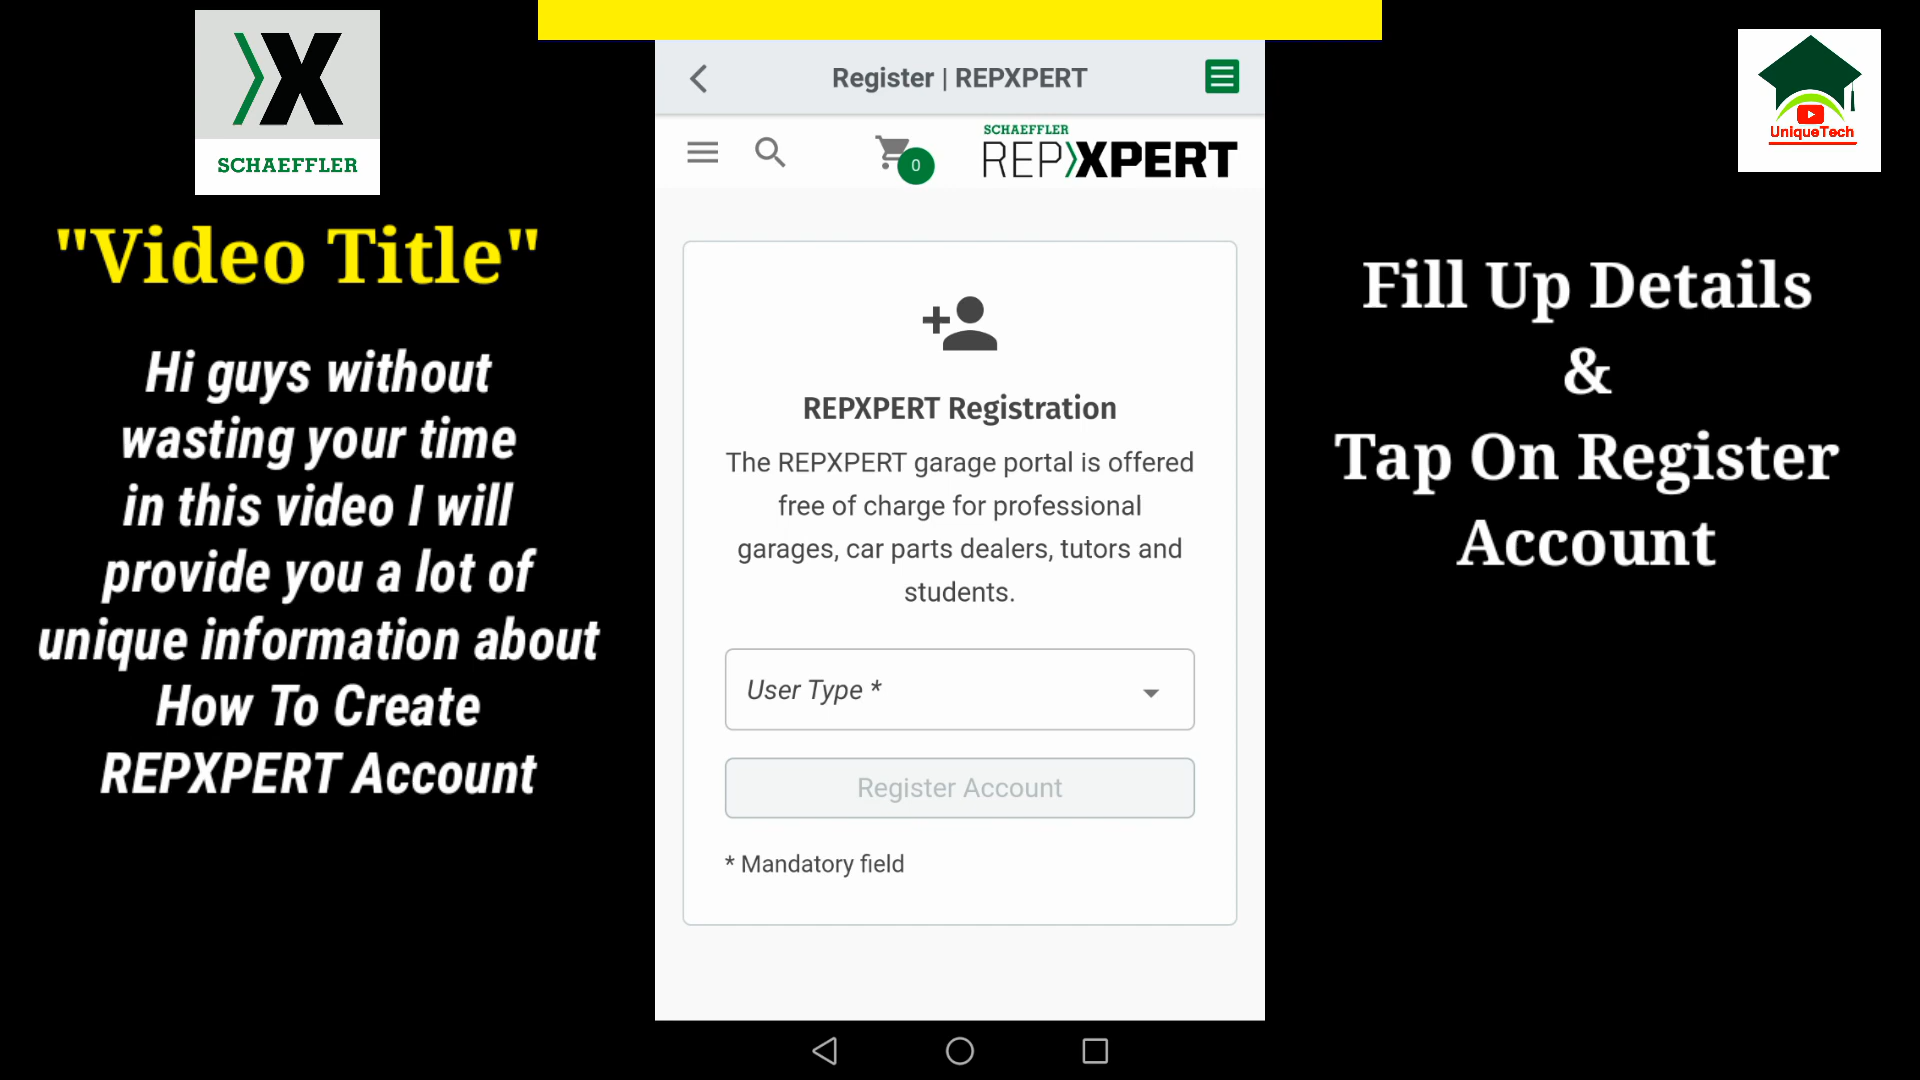 SCHAEFFLER
"Video Title"
Hi guys without
wasting your time
in this video I will
provide you a lot of
unique information about
How To Create
REPXPERT Account
Register | REPXPERT
0
SCHAEFFLER
REPXPERT
REPXPERT Registration
The REPXPERT garage portal is offered
free of charge for professional
garages, car parts dealers, tutors and
students.
User Type *
Register Account
* Mandatory field
UniqueTech
Fill Up Details
&
Tap On Register
Account